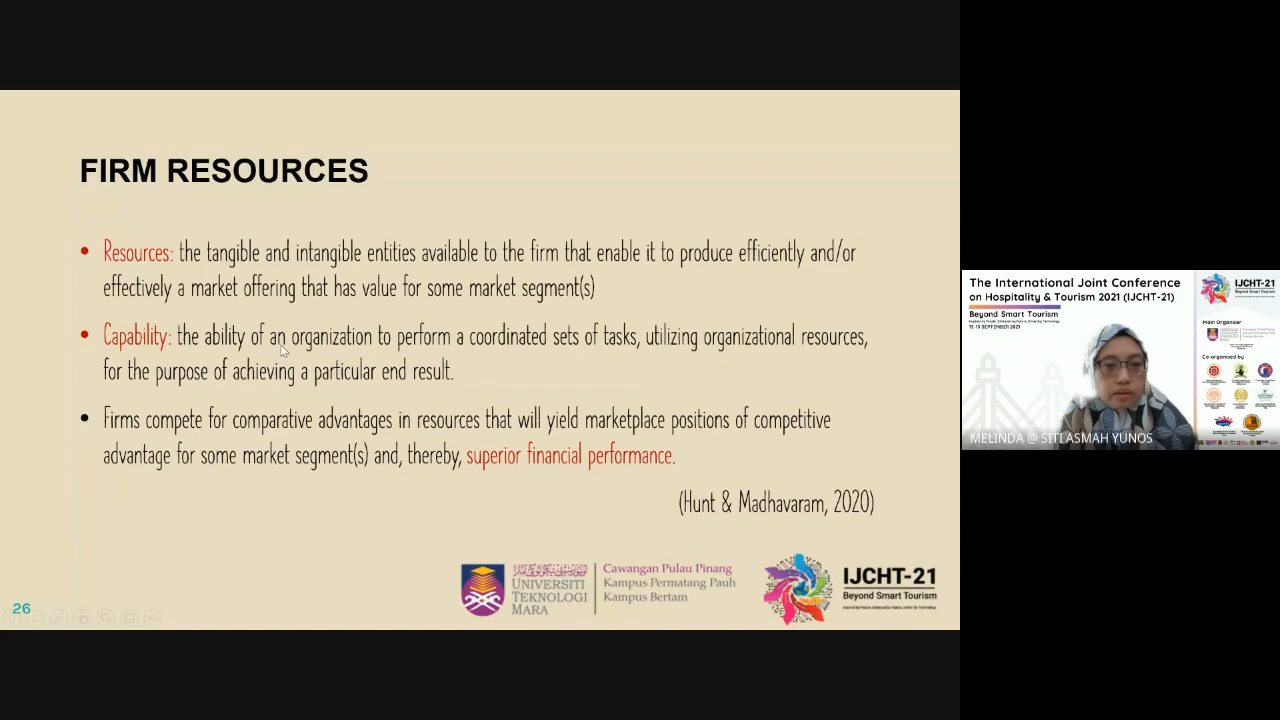 FIRM RESOURCES
• Resources: the tangible and intangible entities available to the firm that enable it to produce efficiently and/or
effectively a market offering that has value for some market segment(s)
• Capability: the ability of an organization to perform a coordinated sets of tasks, utilizing organizational resources,
for the purpose of achieving a particular end result.
• Firms compete for comparative advantages in resources that will yield marketplace positions of competitive
advantage for some market segment(s) and, thereby, superior financial performance.
(Hunt & Madhavaram, 2020)
UNIVERSITI
TEKNOLOGI
MARA
Cawangan Pulau Pinang
Kampus Permatang Pauh
Kampus Bertam
IJCHT-21
Beyond Smart Tourism
26
The International Joint Conference
on Hospitality & Tourism 2021 (IJCHT-21)
Beyond Smart Tourism
SEPTEMBER 2021
MELINDA @ SITI ASMAH YUNOS
IJCHT-21
Beyond Smart Tourism
Main Organiser
Co-organised by